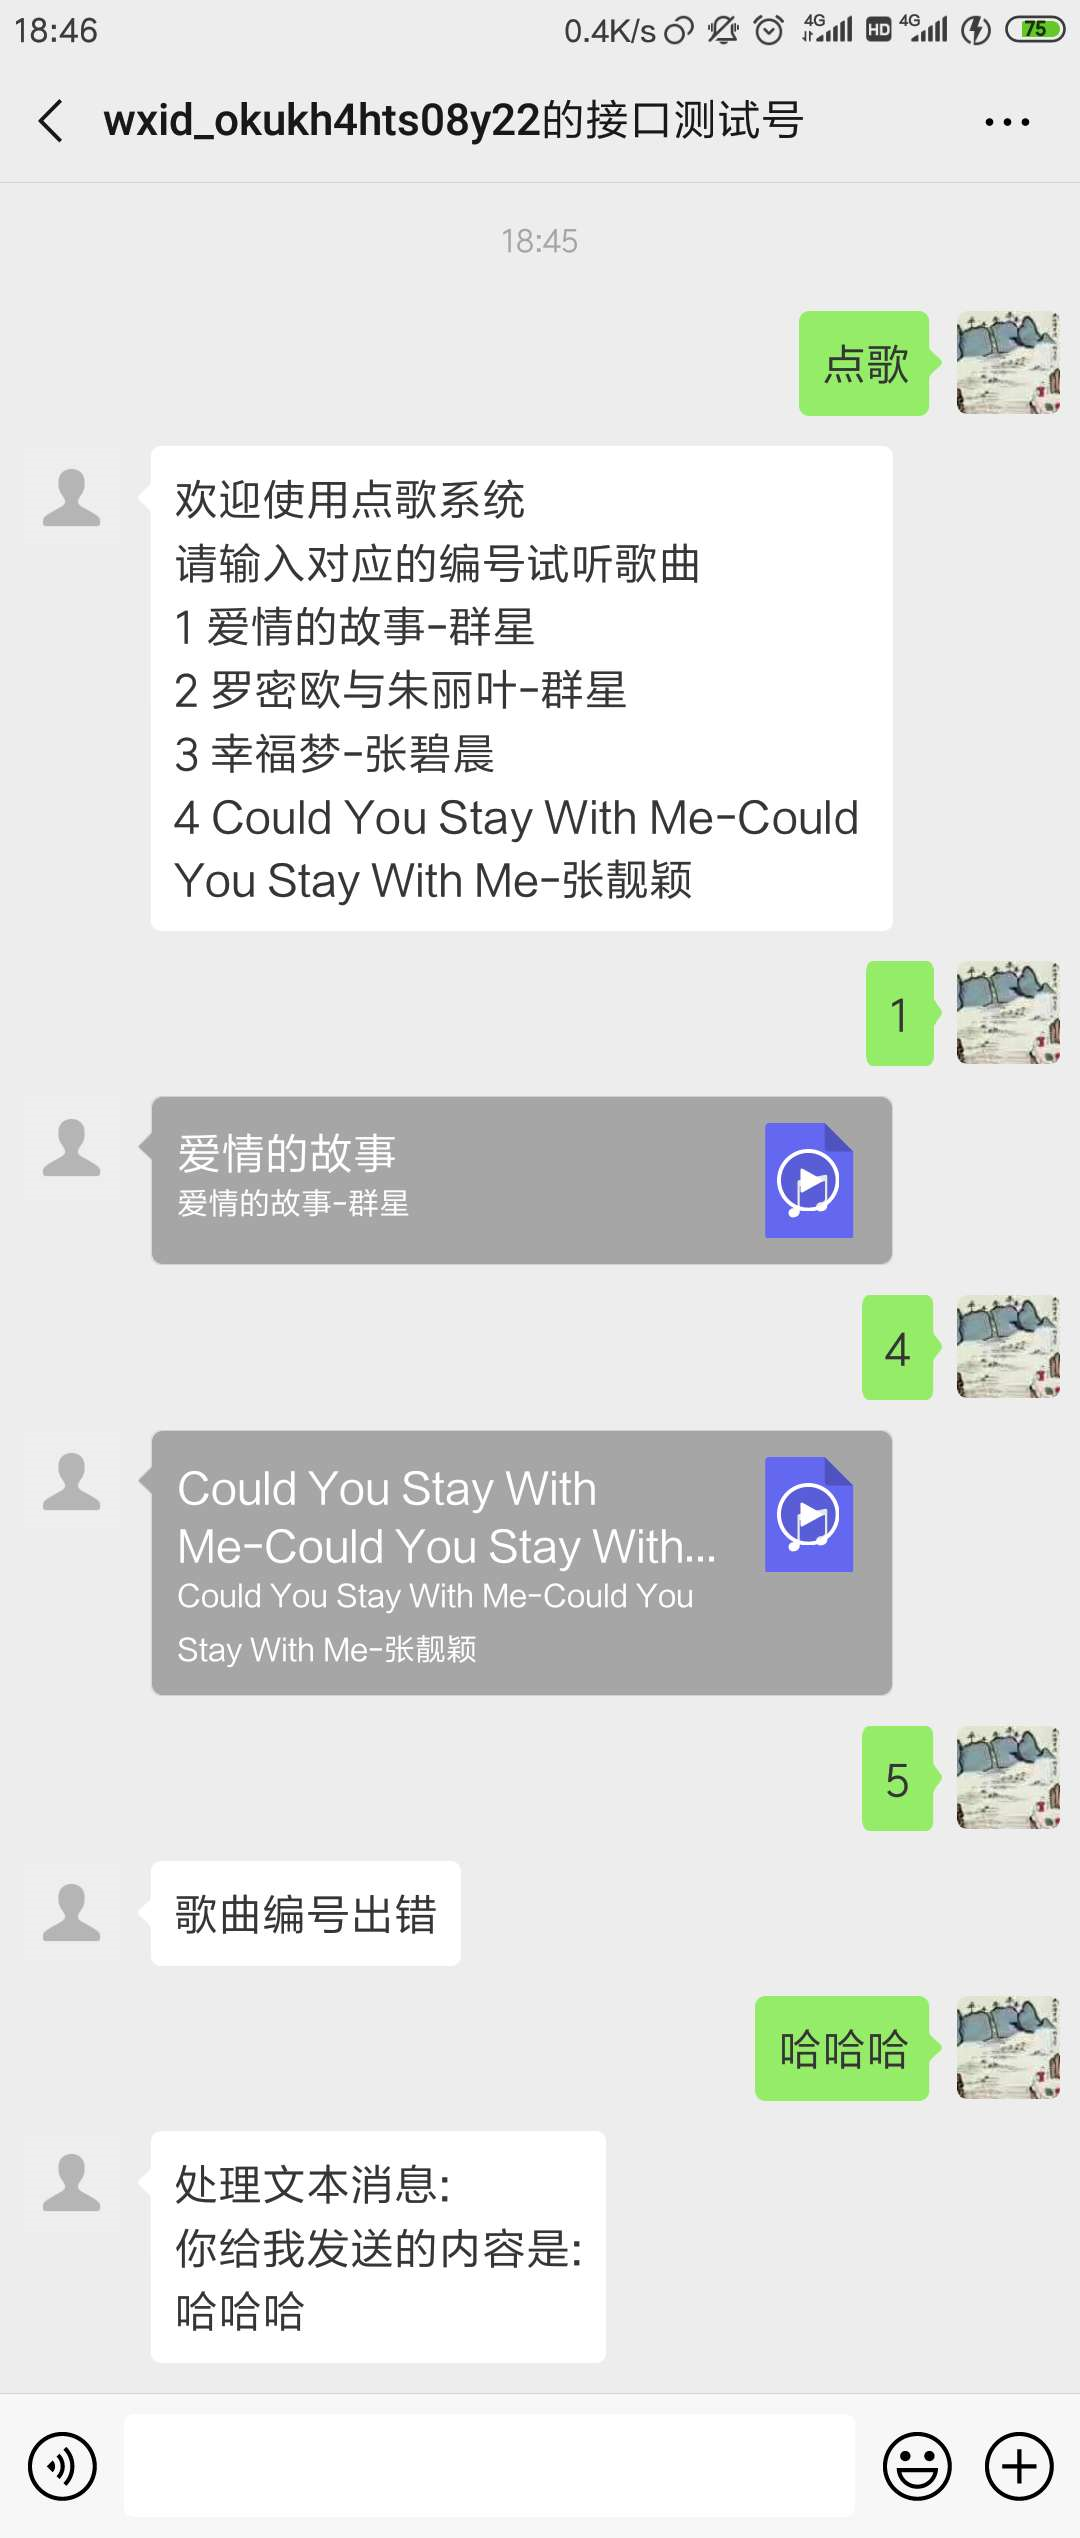 18:46
0.4K/s
4G
HD
4G
75
wxid_okukh4hts08y22的接口测试号
18:45
点歌
欢迎使用点歌系统
请输入对应的编号试听歌曲
1 爱情的故事-群星
2 罗密欧与朱丽叶-群星
3 幸福梦-张碧晨
4 Could You Stay With Me-Could
You Stay With Me-张靓颖
1
爱情的故事
爱情的故事-群星
4
Could You Stay With
Me-Could You Stay With...
Could You Stay With Me-Could You
Stay With Me-张靓颖
5
歌曲编号出错
哈哈哈
处理文本消息:
你给我发送的内容是:
哈哈哈